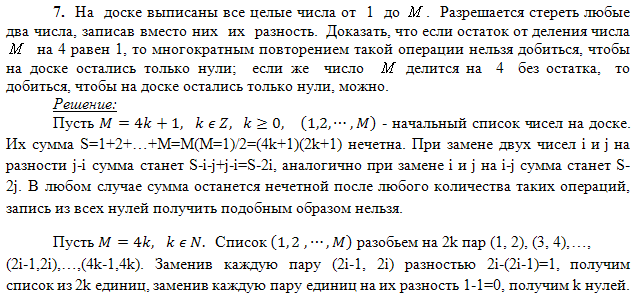 7. На доске выписаны все целые числа от 1 до M. Разрешается стереть любые
два числа, записав вместо них их разность. Доказать, что если остаток от деления числа
M на 4 равен 1, то многократным повторением такой операции нельзя добиться, чтобы
на доске остались только нули; если же число M делится на 4 без остатка, то
добиться, чтобы на доске остались только нули, можно.
Решение:
Пусть M = 4k + 1, k ϵ Z, k ≥ 0, (1,2,⋯, M) - начальный список чисел на доске.
Их сумма S=1+2+…+M=M(M=1)/2=(4k+1)(2k+1) нечетна. При замене двух чисел i и j на
разности j-i сумма станет S-i-j+j-i=S-2i, аналогично при замене i и j на i-j сумма станет S-
2j. В любом случае сумма останется нечетной после любого количества таких операций,
запись из всех нулей получить подобным образом нельзя.
Пусть M = 4k, k ϵ N. Список (1, 2 ,⋯, M) разобьем на 2k пар (1, 2), (3, 4),…,
(2i-1,2i),…,(4k-1,4k). Заменив каждую пару (2i-1, 2i) разностью 2i-(2i-1)=1, получим
список из 2k единиц, заменив каждую пару единиц на их разность 1-1=0, получим k нулей.